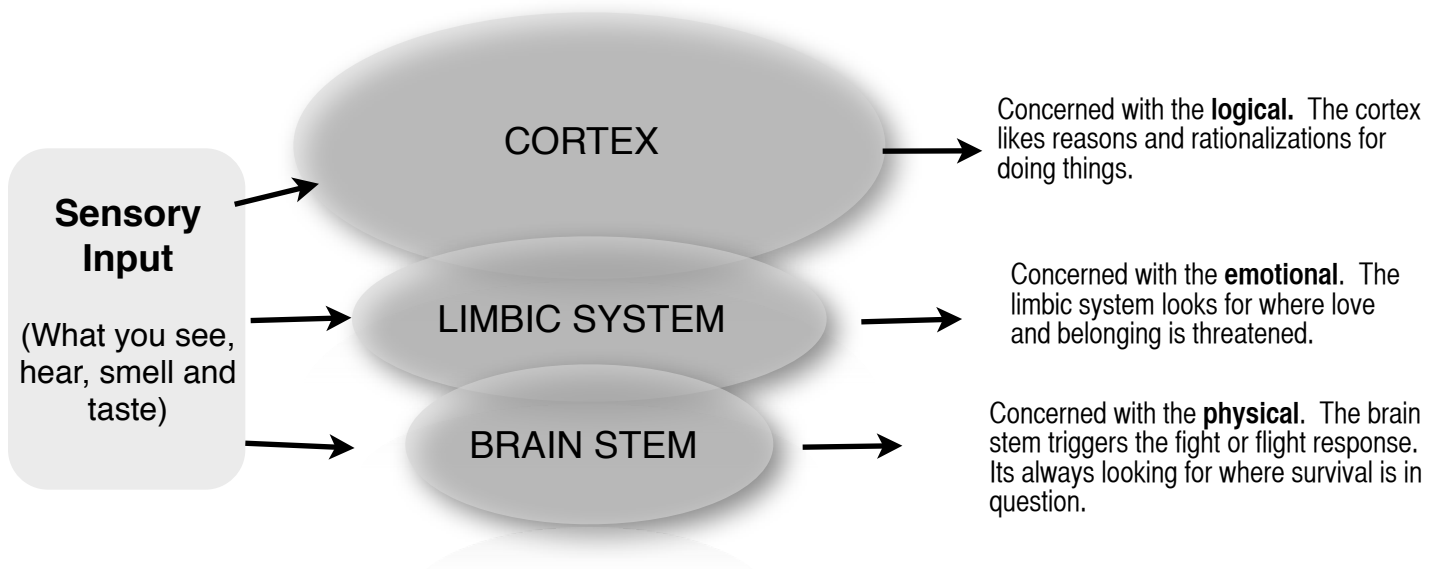 Sensory
Input
(What you see,
hear, smell and
taste)
CORTEX
LIMBIC SYSTEM
BRAIN STEM
Concerned with the logical.  The cortex
likes reasons and rationalizations for
doing things.
Concerned with the emotional.  The
limbic system looks for where love
and belonging is threatened.
Concerned with the physical.  The brain
stem triggers the fight or flight response.
Its always looking for where survival is in
question.